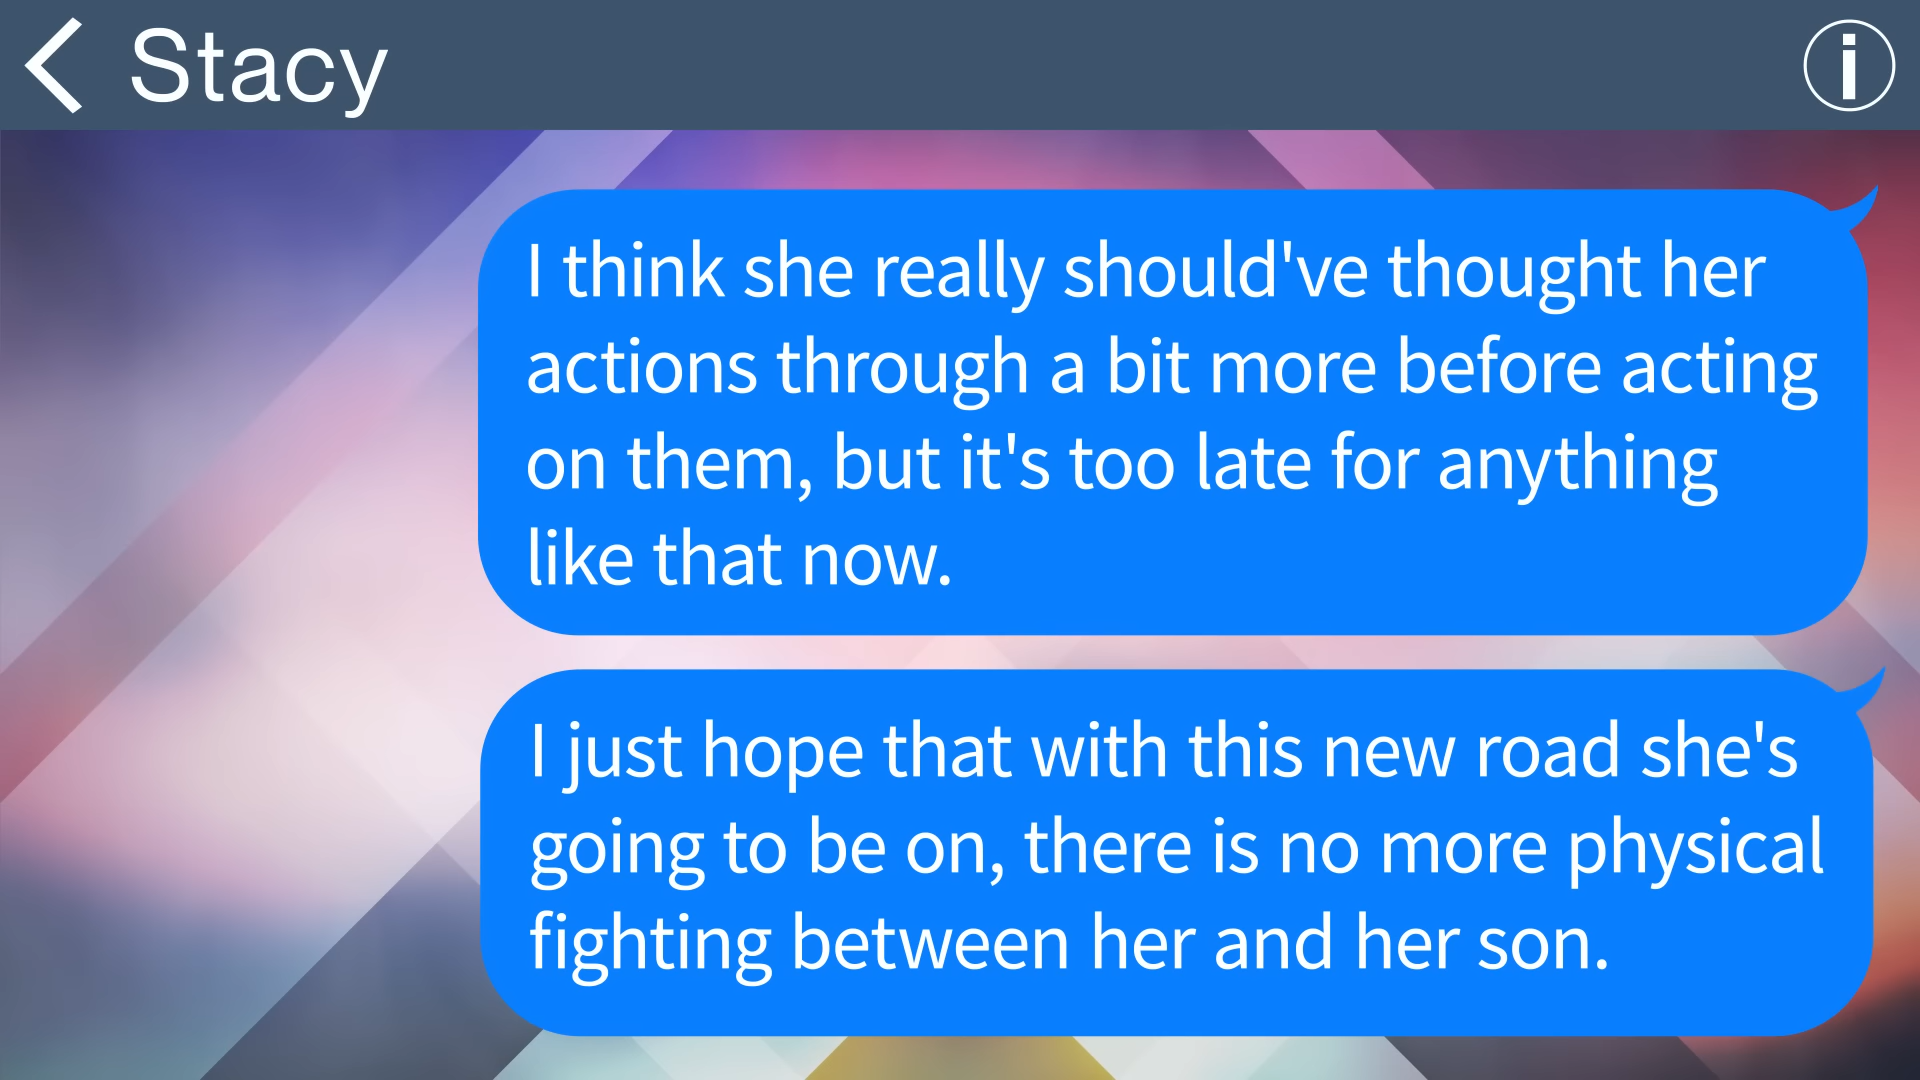 Stacy
I think she really should've thought her
actions through a bit more before acting
on them, but it's too late for anything
like that now.
I just hope that with this new road she's
going to be on, there is no more physical
fighting between her and her son.